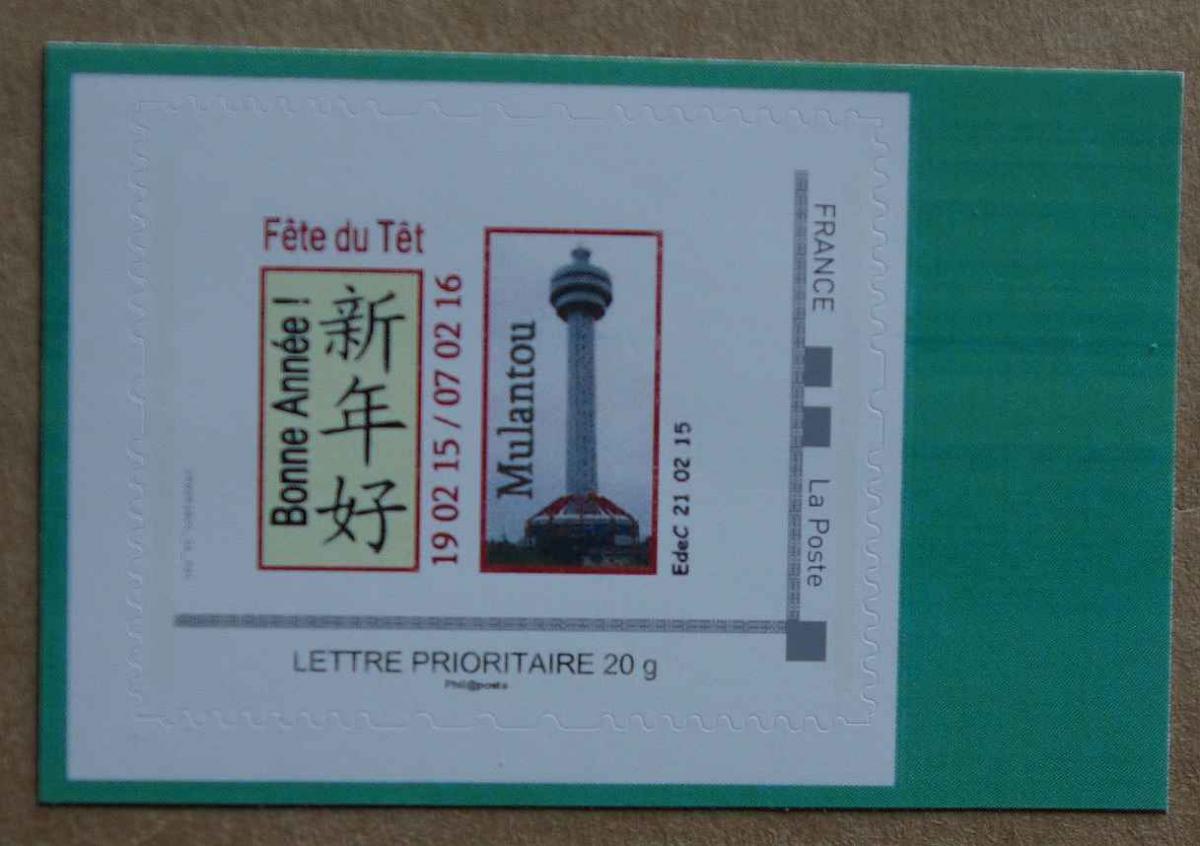 Fête du Têt
Bonne Année !
新年好
19 02 15 / 07 02 16
Mulantou
EdeC 21 02 15
FRANCE
La Poste
LETTRE PRIORITAIRE 20 g
Phil@poste